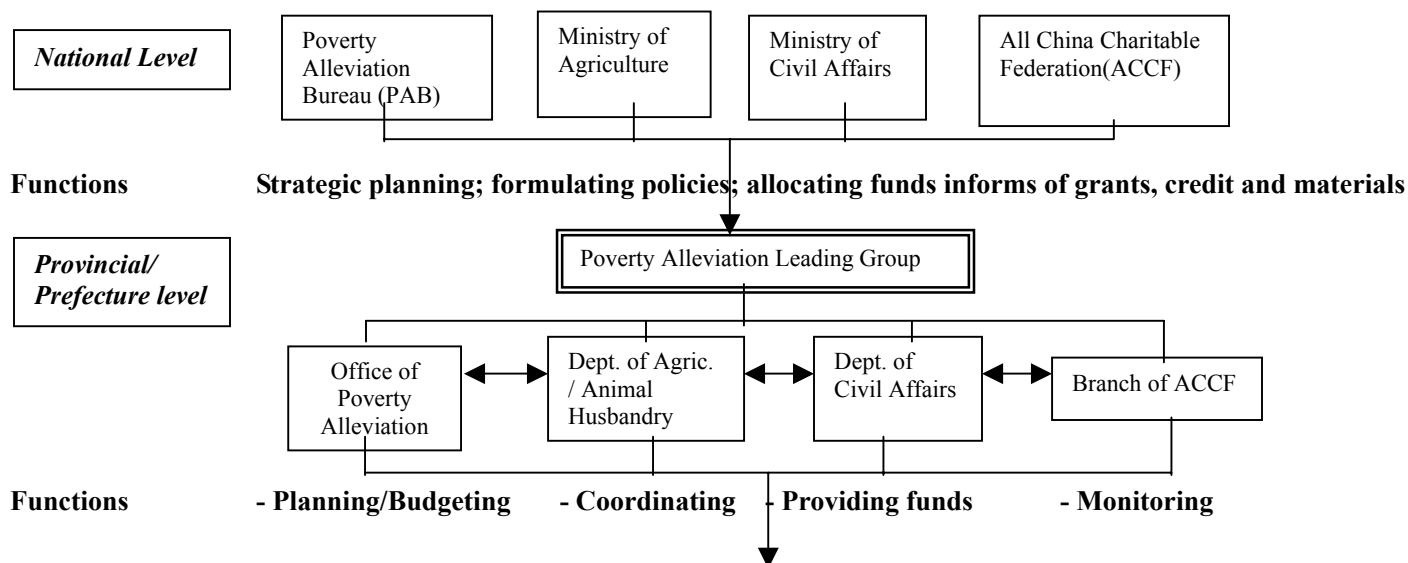 National Level
Poverty
Alleviation
Bureau (PAB)
Ministry of
Agriculture
Ministry of
Civil Affairs
All China Charitable
Federation(ACCF)
Functions
Strategic planning; formulating policies; allocating funds informs of grants, credit and materials
Provincial/
Prefecture level
Poverty Alleviation Leading Group
Office of
Poverty
Alleviation
Dept. of Agric.
/ Animal
Husbandry
Dept. of
Civil Affairs
Branch of ACCF
Functions
- Planning/Budgeting
- Coordinating
- Providing funds
- Monitoring